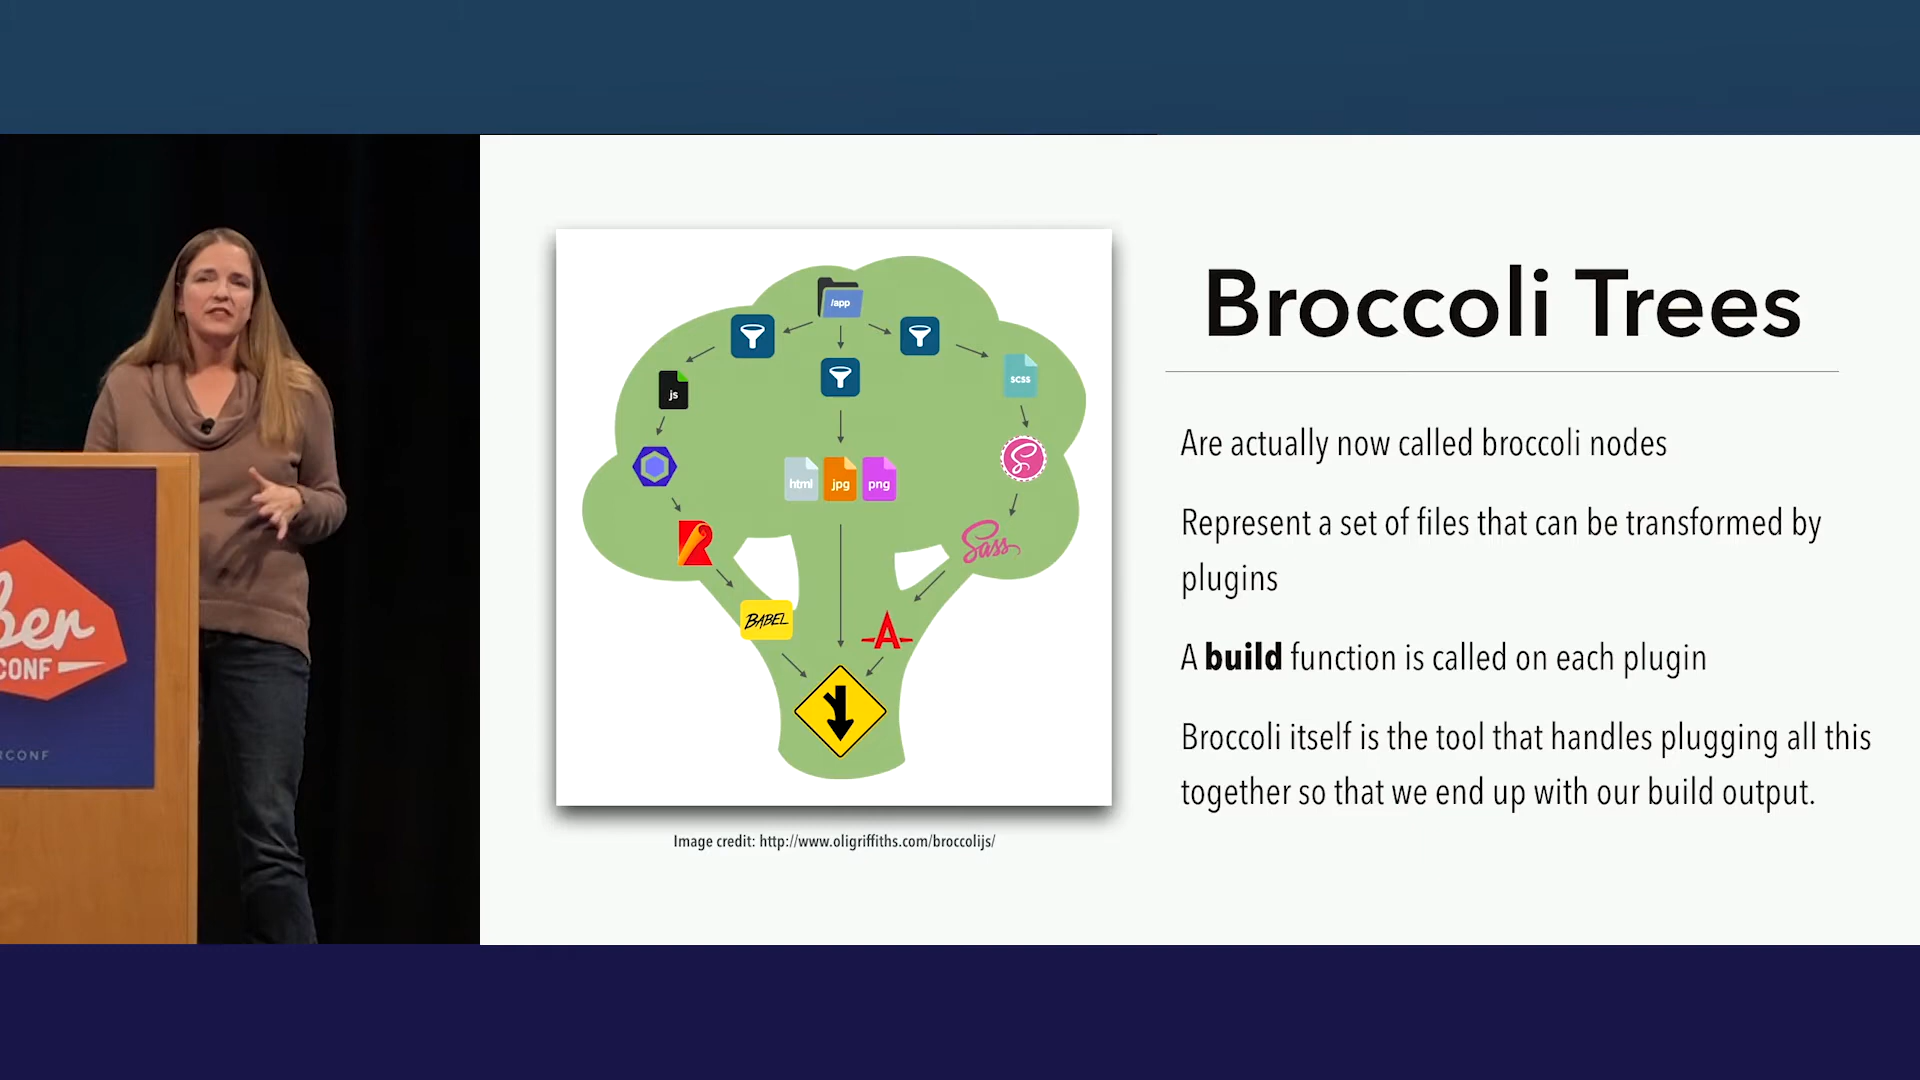 Broccoli Trees
Are actually now called broccoli nodes
Represent a set of files that can be transformed by
plugins
A build function is called on each plugin
Broccoli itself is the tool that handles plugging all this
together so that we end up with our build output.
/app
js
scss
html
jpg
png
Sass
BABEL
A
Image credit: http://www.oligriffiths.com/broccolijs/
ber
CONF
RCONF